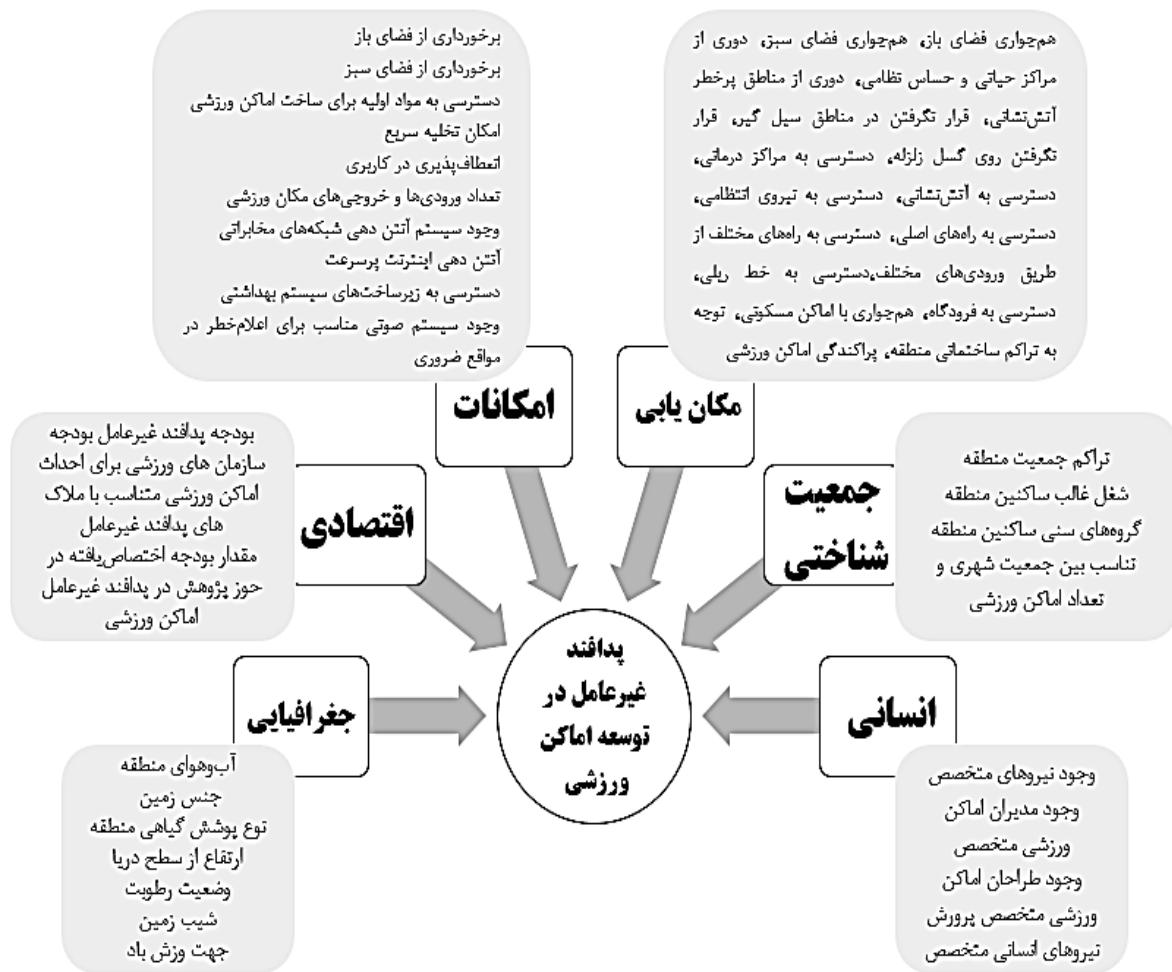 هم‌جواری فضای باز، هم‌جواری فضای سبز، دوری از
مراکز حیاتی و حساس نظامی، دوری از مناطق پرخطر
آتش‌نشانی، قرار نگرفتن در مناطق سیل گیر، قرار
نگرفتن روی گسل زلزله، دسترسی به مراکز درمانی،
دسترسی به آتش‌نشانی، دسترسی به نیروی انتظامی،
دسترسی به راه‌های اصلی، دسترسی به راه‌های مختلف از
طریق ورودی‌های مختلف،دسترسی به خط ریلی،
دسترسی به فرودگاه، هم‌جواری با اماکن مسکونی، توجه
به تراکم ساختمانی منطقه، پراکندگی اماکن ورزشی
مکان یابی
برخورداری از فضای باز
برخورداری از فضای سبز
دسترسی به مواد اولیه برای ساخت اماکن ورزشی
امکان تخلیه سریع
انعطاف‌پذیری در کاربری
تعداد ورودی‌ها و خروجی‌های مکان ورزشی
وجود سیستم آنتن دهی شبکه‌های مخابراتی
آنتن دهی اینترنت پرسرعت
دسترسی به زیرساخت‌های سیستم بهداشتی
وجود سیستم صوتی مناسب برای اعلام‌خطر در
مواقع ضروری
امکانات
تراکم جمعیت منطقه
شغل غالب ساکنین منطقه
گروه‌های سنی ساکنین منطقه
تناسب بین جمعیت شهری و
تعداد اماکن ورزشی
جمعیت
شناختی
بودجه پدافند غیرعامل بودجه
سازمان های ورزشی برای احداث
اماکن ورزشی متناسب با ملاک
های پدافند غیرعامل
مقدار بودجه اختصاص‌یافته در
حوز پژوهش در پدافند غیرعامل
اماکن ورزشی
اقتصادی
پدافند
غیرعامل در
توسعه اماکن
ورزشی
انسانی
وجود نیروهای متخصص
وجود مدیران اماکن
ورزشی متخصص
وجود طراحان اماکن
ورزشی متخصص پرورش
نیروهای انسانی متخصص
جغرافیایی
آب‌وهوای منطقه
جنس زمین
نوع پوشش گیاهی منطقه
ارتفاع از سطح دریا
وضعیت رطوبت
شیب زمین
جهت وزش باد